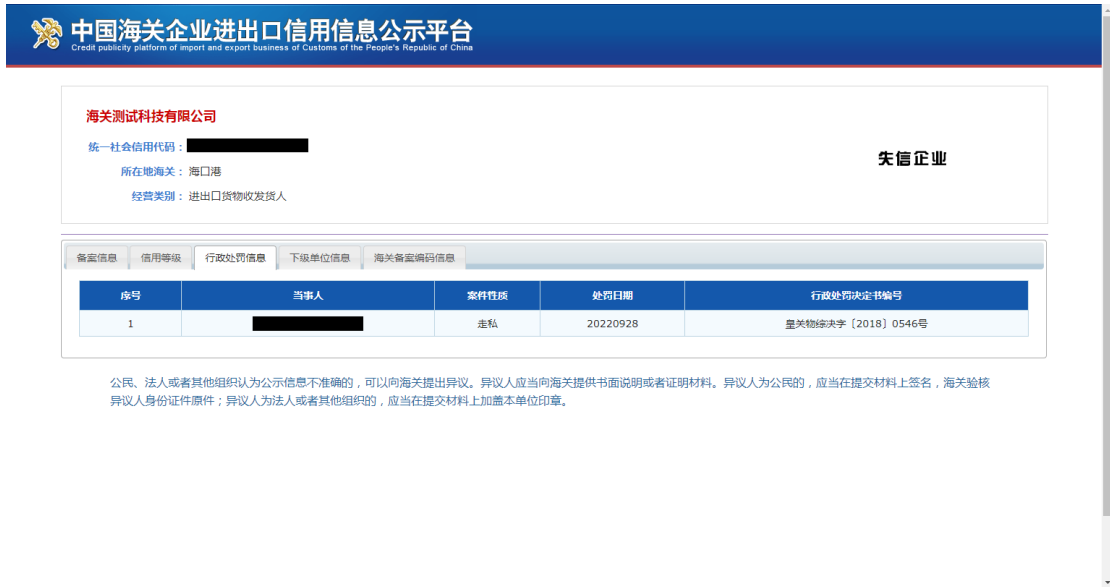 中国海关企业进出口信用信息公示平台
Credit publicity platform of import and export business of Customs of the People's Republic of China
海关测试科技有限公司
统一社会信用代码：
失信企业
所在地海关： 海口港
经营类别： 进出口货物收发货人
备案信息 信用等级 行政处罚信息 下级单位信息 海关备案编码信息
序号 当事人 案件性质 处罚日期 行政处罚决定书编号
1 走私 20220928 皇关物综决字〔2018〕0546号
公民、法人或者其他组织认为公示信息不准确的，可以向海关提出异议。异议人应当向海关提供书面说明或者证明材料。异议人为公民的，应当在提交材料上签名，海关验核
异议人身份证件原件；异议人为法人或者其他组织的，应当在提交材料上加盖本单位印章。